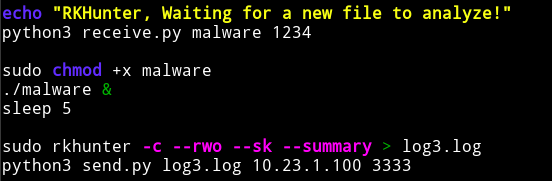 echo "RKHunter, Waiting for a new file to analyze!"
python3 receive.py malware 1234
sudo chmod +x malware
./malware &
sleep 5
sudo rkhunter -c --rwo --sk --summary > log3.log
python3 send.py log3.log 10.23.1.100 3333